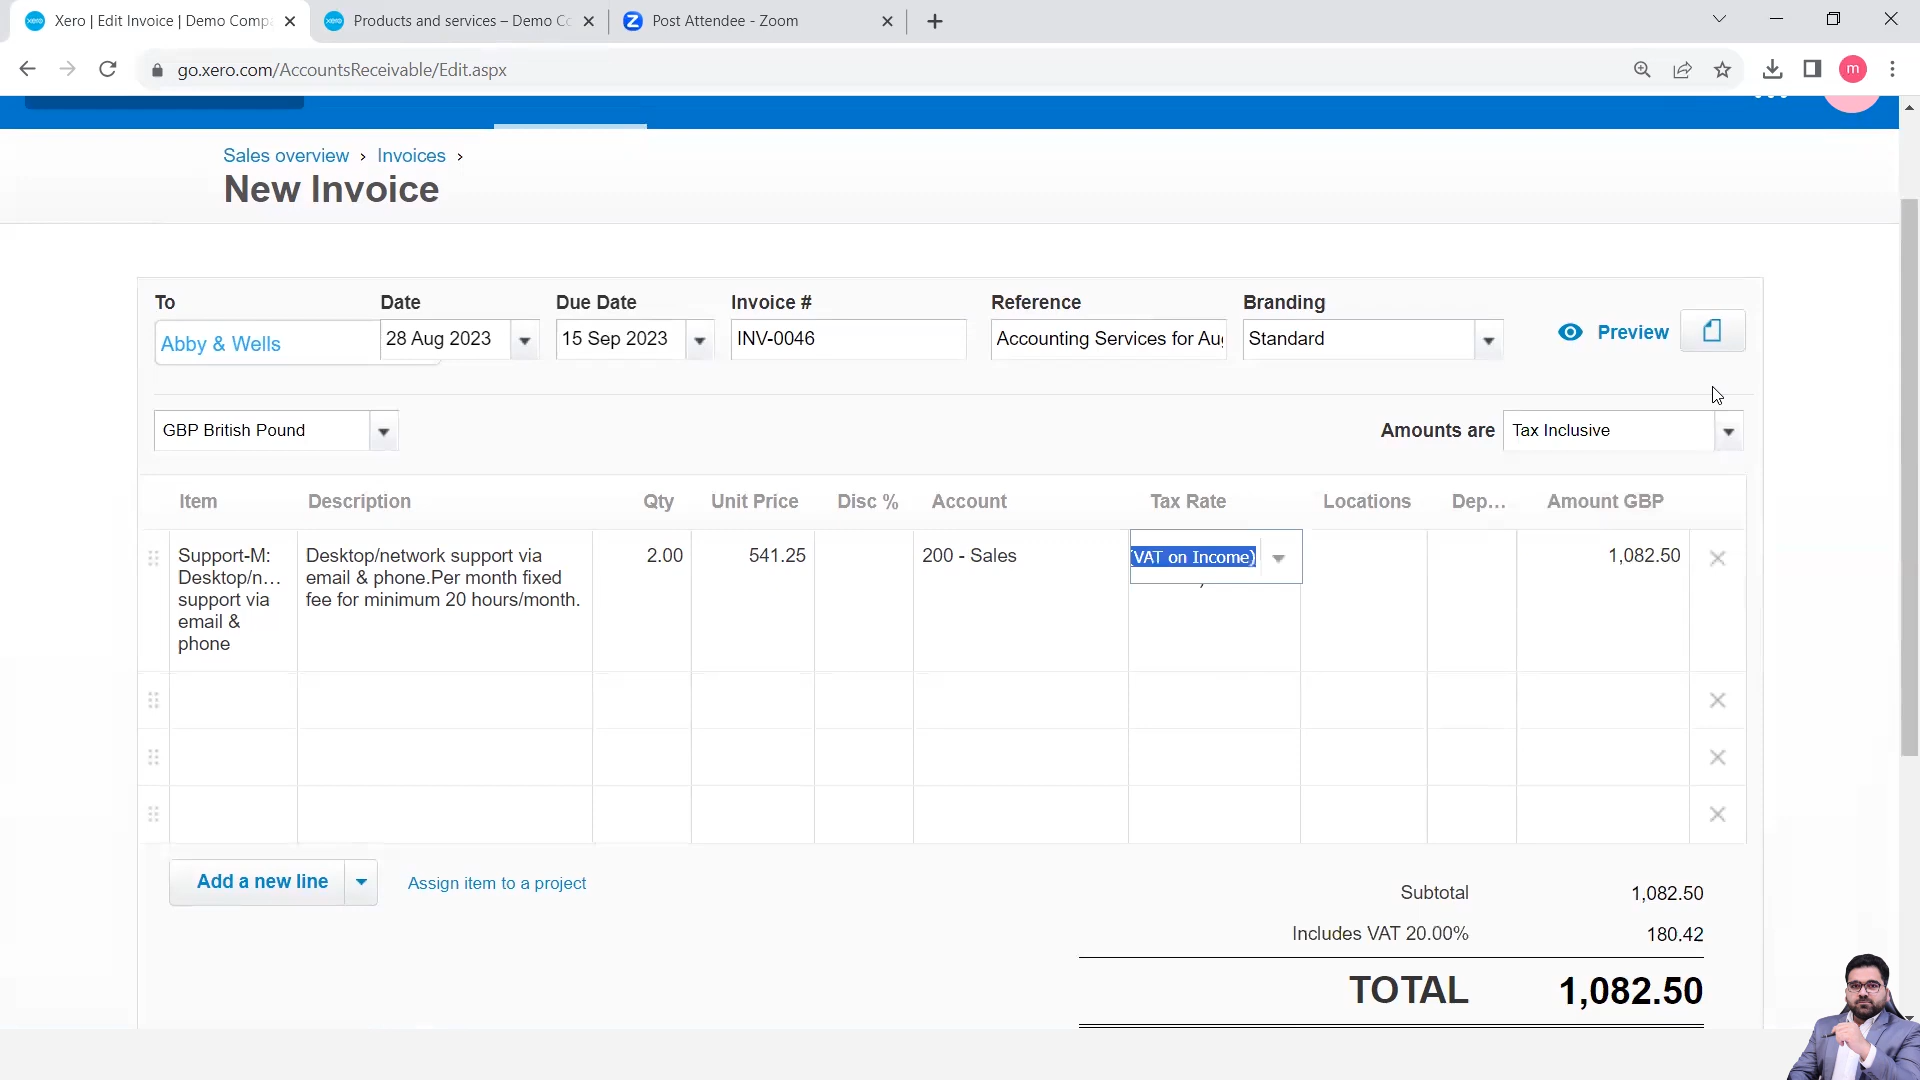 Xero | Edit Invoice | Demo Comp
Products and services – Demo Co
Post Attendee - Zoom
go.xero.com/AccountsReceivable/Edit.aspx
m
Sales overview › Invoices ›
New Invoice
To
Date
Due Date
Invoice #
Reference
Branding
Abby & Wells
28 Aug 2023
15 Sep 2023
INV-0046
Accounting Services for Au
Standard
Preview
GBP British Pound
Amounts are
Tax Inclusive
Item
Description
Qty
Unit Price
Disc %
Account
Tax Rate
Locations
Dep...
Amount GBP
Support-M:
Desktop/n...
support via
email &
phone
Desktop/network support via
email & phone.Per month fixed
fee for minimum 20 hours/month.
2.00
541.25
200 - Sales
(VAT on Income)
1,082.50
Add a new line
Assign item to a project
Subtotal
1,082.50
Includes VAT 20.00%
180.42
TOTAL
1,082.50